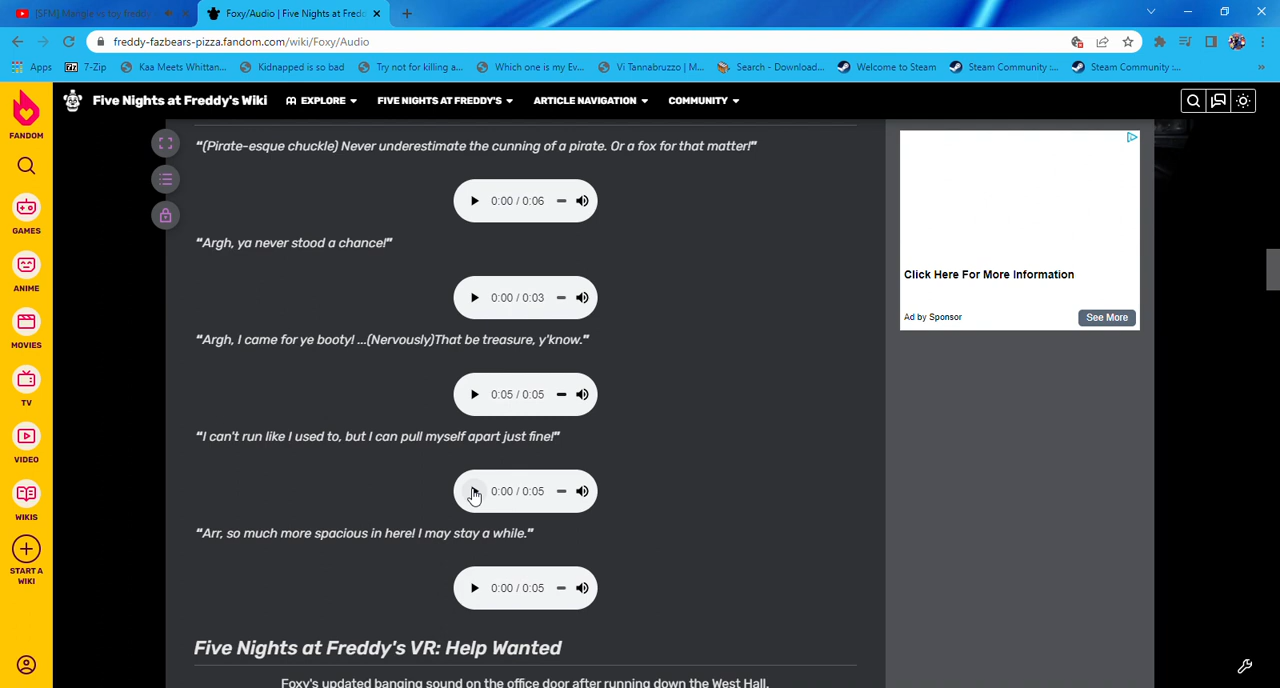 [SFM] Mangle vs toy freddy
Foxy/Audio | Five Nights at Fredd
freddy-fazbears-pizza.fandom.com/wiki/Foxy/Audio
Apps 7-Zip Kaa Meets Whittan... Kidnapped is so bad Try not for killing a... Which one is my Ev... Vi Tannabruzzo | M... Search - Download... Welcome to Steam Steam Community :... Steam Community :... »
FANDOM
Five Nights at Freddy's Wiki EXPLORE FIVE NIGHTS AT FREDDY'S ARTICLE NAVIGATION COMMUNITY
GAMES
ANIME
MOVIES
TV
VIDEO
WIKIS
START A
WIKI
"(Pirate-esque chuckle) Never underestimate the cunning of a pirate. Or a fox for that matter!"
0:00 / 0:06
"Argh, ya never stood a chance!"
0:00 / 0:03
"Argh, I came for ye booty! ...(Nervously)That be treasure, y'know."
0:05 / 0:05
"I can't run like I used to, but I can pull myself apart just fine!"
0:00 / 0:05
"Arr, so much more spacious in here! I may stay a while."
0:00 / 0:05
Five Nights at Freddy's VR: Help Wanted
Foxy's updated banging sound on the office door after running down the West Hall.
Click Here For More Information
Ad by Sponsor See More